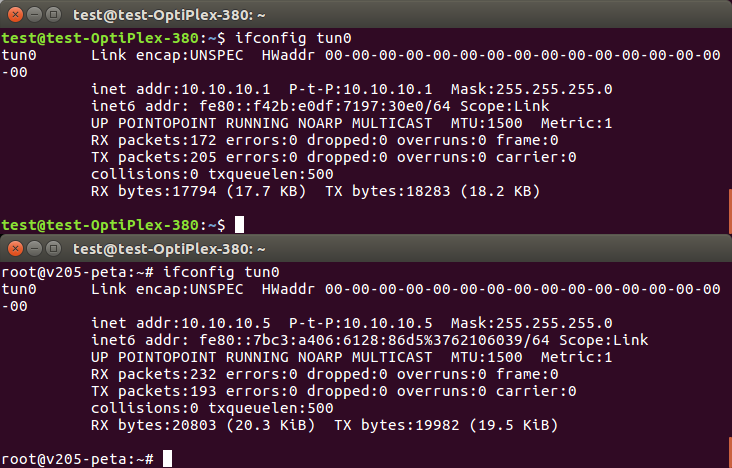 test@test-OptiPlex-380: ~
test@test-OptiPlex-380:~$ ifconfig tun0
tun0      Link encap:UNSPEC  HWaddr 00-00-00-00-00-00-00-00-00-00-00-00-00-00-00
-00
          inet addr:10.10.10.1  P-t-P:10.10.10.1  Mask:255.255.255.0
          inet6 addr: fe80::f42b:e0df:7197:30e0/64 Scope:Link
          UP POINTOPOINT RUNNING NOARP MULTICAST  MTU:1500  Metric:1
          RX packets:172 errors:0 dropped:0 overruns:0 frame:0
          TX packets:205 errors:0 dropped:0 overruns:0 carrier:0
          collisions:0 txqueuelen:500
          RX bytes:17794 (17.7 KB)  TX bytes:18283 (18.2 KB)
test@test-OptiPlex-380:~$
test@test-OptiPlex-380: ~
root@v205-peta:~# ifconfig tun0
tun0      Link encap:UNSPEC  HWaddr 00-00-00-00-00-00-00-00-00-00-00-00-00-00-00
-00
          inet addr:10.10.10.5  P-t-P:10.10.10.5  Mask:255.255.255.0
          inet6 addr: fe80::7bc3:a406:6128:86d5%3762106039/64 Scope:Link
          UP POINTOPOINT RUNNING NOARP MULTICAST  MTU:1500  Metric:1
          RX packets:232 errors:0 dropped:0 overruns:0 frame:0
          TX packets:193 errors:0 dropped:0 overruns:0 carrier:0
          collisions:0 txqueuelen:500
          RX bytes:20803 (20.3 KiB)  TX bytes:19982 (19.5 KiB)
root@v205-peta:~#